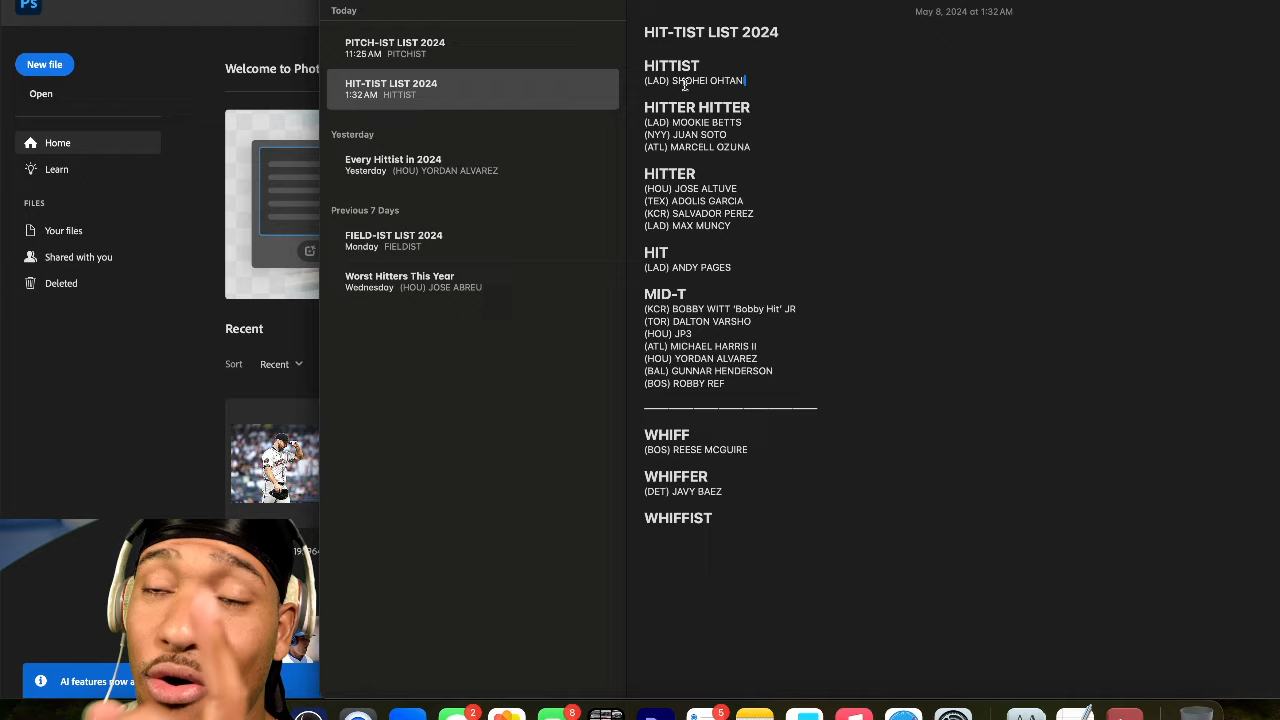 Ps
New file
Open
Home
Learn
FILES
Your files
Shared with you
Deleted
Welcome to Phot
Recent
Sort
Recent
AI features now a
Today
PITCH-IST LIST 2024
11:25 AM PITCHIST
HIT-TIST LIST 2024
1:32 AM HITTIST
Yesterday
Every Hittist in 2024
Yesterday (HOU) YORDAN ALVAREZ
Previous 7 Days
FIELD-IST LIST 2024
Monday FIELDIST
Worst Hitters This Year
Wednesday (HOU) JOSE ABREU
May 8, 2024 at 1:32 AM
HIT-TIST LIST 2024
HITTIST
(LAD) SHOHEI OHTANI
HITTER HITTER
(LAD) MOOKIE BETTS
(NYY) JUAN SOTO
(ATL) MARCELL OZUNA
HITTER
(HOU) JOSE ALTUVE
(TEX) ADOLIS GARCIA
(KCR) SALVADOR PEREZ
(LAD) MAX MUNCY
HIT
(LAD) ANDY PAGES
MID-T
(KCR) BOBBY WITT ‘Bobby Hit’ JR
(TOR) DALTON VARSHO
(HOU) JP3
(ATL) MICHAEL HARRIS II
(HOU) YORDAN ALVAREZ
(BAL) GUNNAR HENDERSON
(BOS) ROBBY REF
WHIFF
(BOS) REESE MCGUIRE
WHIFFER
(DET) JAVY BAEZ
WHIFFIST
2
8
5